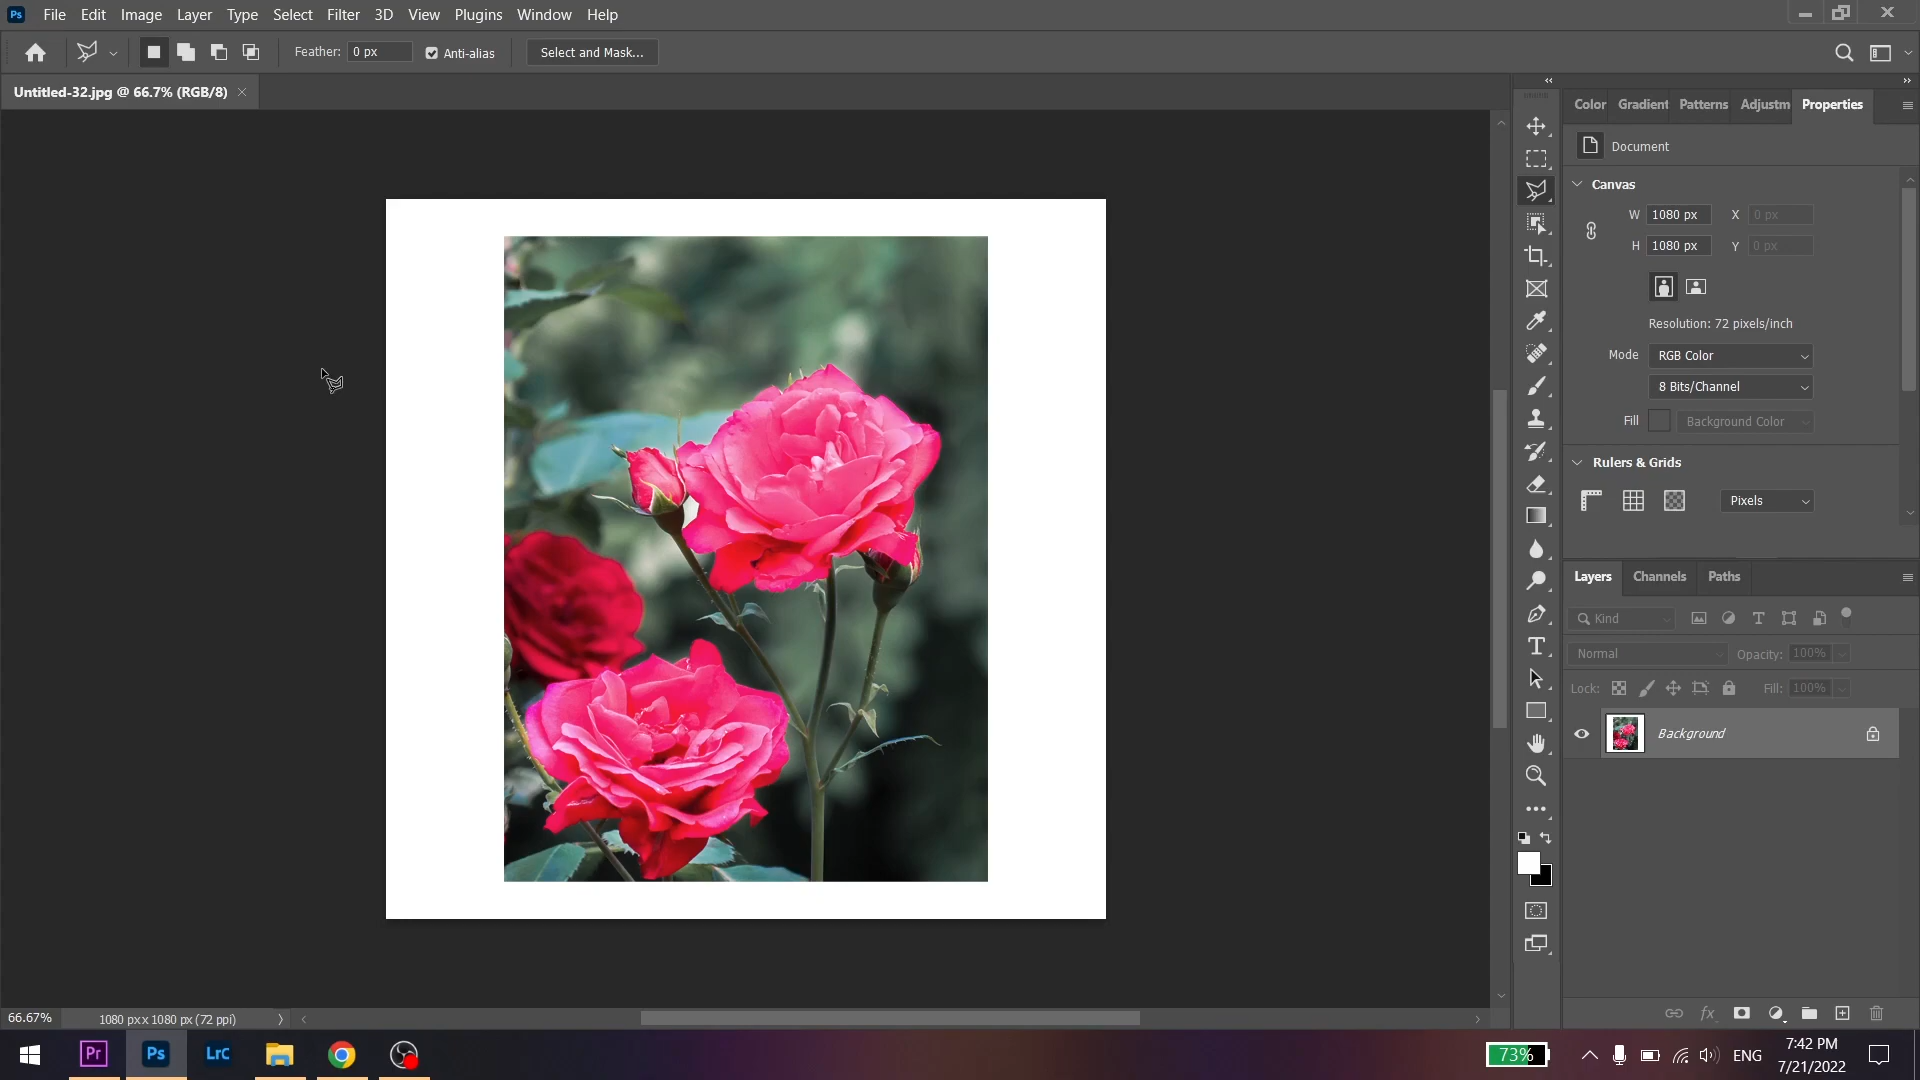 Ps File Edit Image Layer Type Select Filter 3D View Plugins Window Help
Feather: 0 px Anti-alias Select and Mask...
Untitled-32.jpg @ 66.7% (RGB/8) ×
Color Gradient Patterns Adjustm Properties
Document
Canvas
W 1080 px X 0 px
H 1080 px Y 0 px
Resolution: 72 pixels/inch
Mode RGB Color
8 Bits/Channel
Fill Background Color
Rulers & Grids
Pixels
Layers Channels Paths
Kind
Normal Opacity: 100%
Lock: Fill: 100%
Background
fx
66.67% 1080 px x 1080 px (72 ppi)
Pr Ps LrC 73% ENG
7:42 PM
7/21/2022